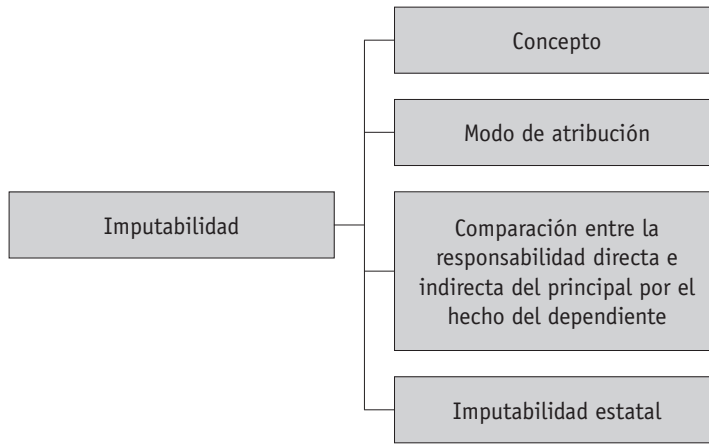 Imputabilidad
Concepto
Modo de atribución
Comparación entre la
responsabilidad directa e
indirecta del principal por el
hecho del dependiente
Imputabilidad estatal